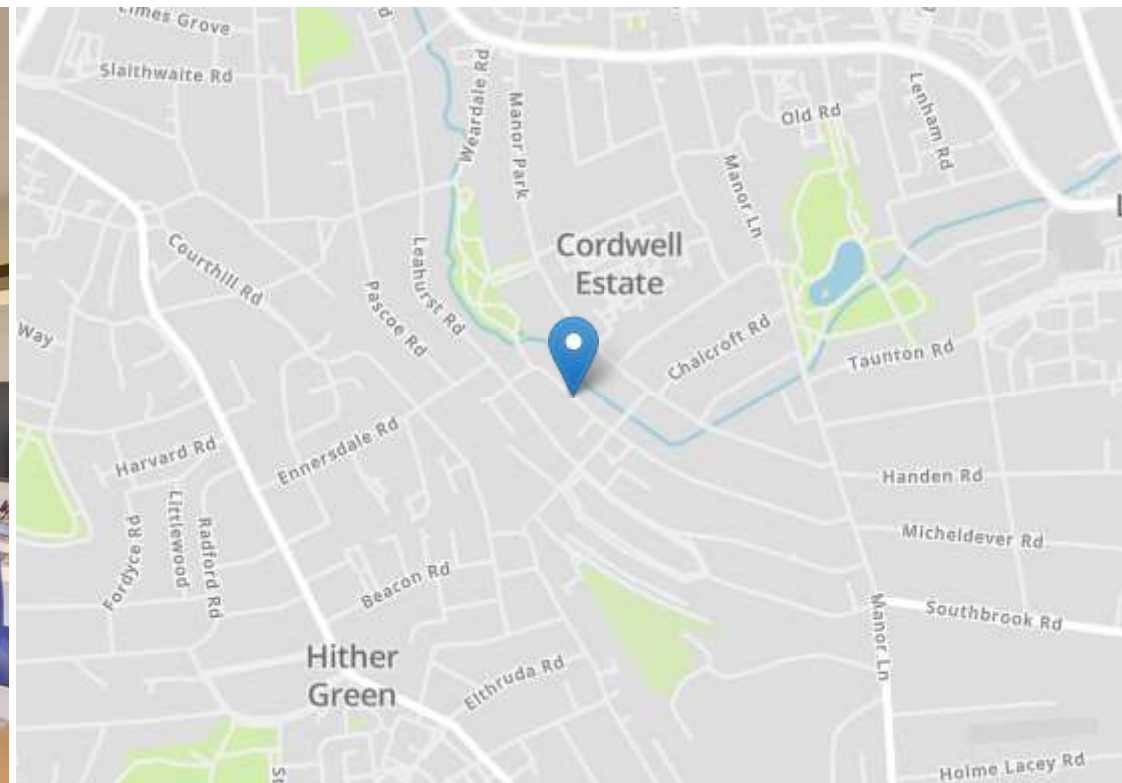 Limes Grove
Slaithwaite Rd
Weardale Rd
Manor Park
Old Rd
Lenham Rd
Manor Ln
Courthill Rd
Leahurst Rd
Pascoe Rd
Cordwell
Estate
Way
Chalcroft Rd
Taunton Rd
Harvard Rd
Ennersdale Rd
Handen Rd
Littlewood
Radford Rd
Fordyce Rd
Micheldever Rd
Beacon Rd
Southbrook Rd
Manor Ln
Hither
Green
Elthruda Rd
Holme Lacey Rd